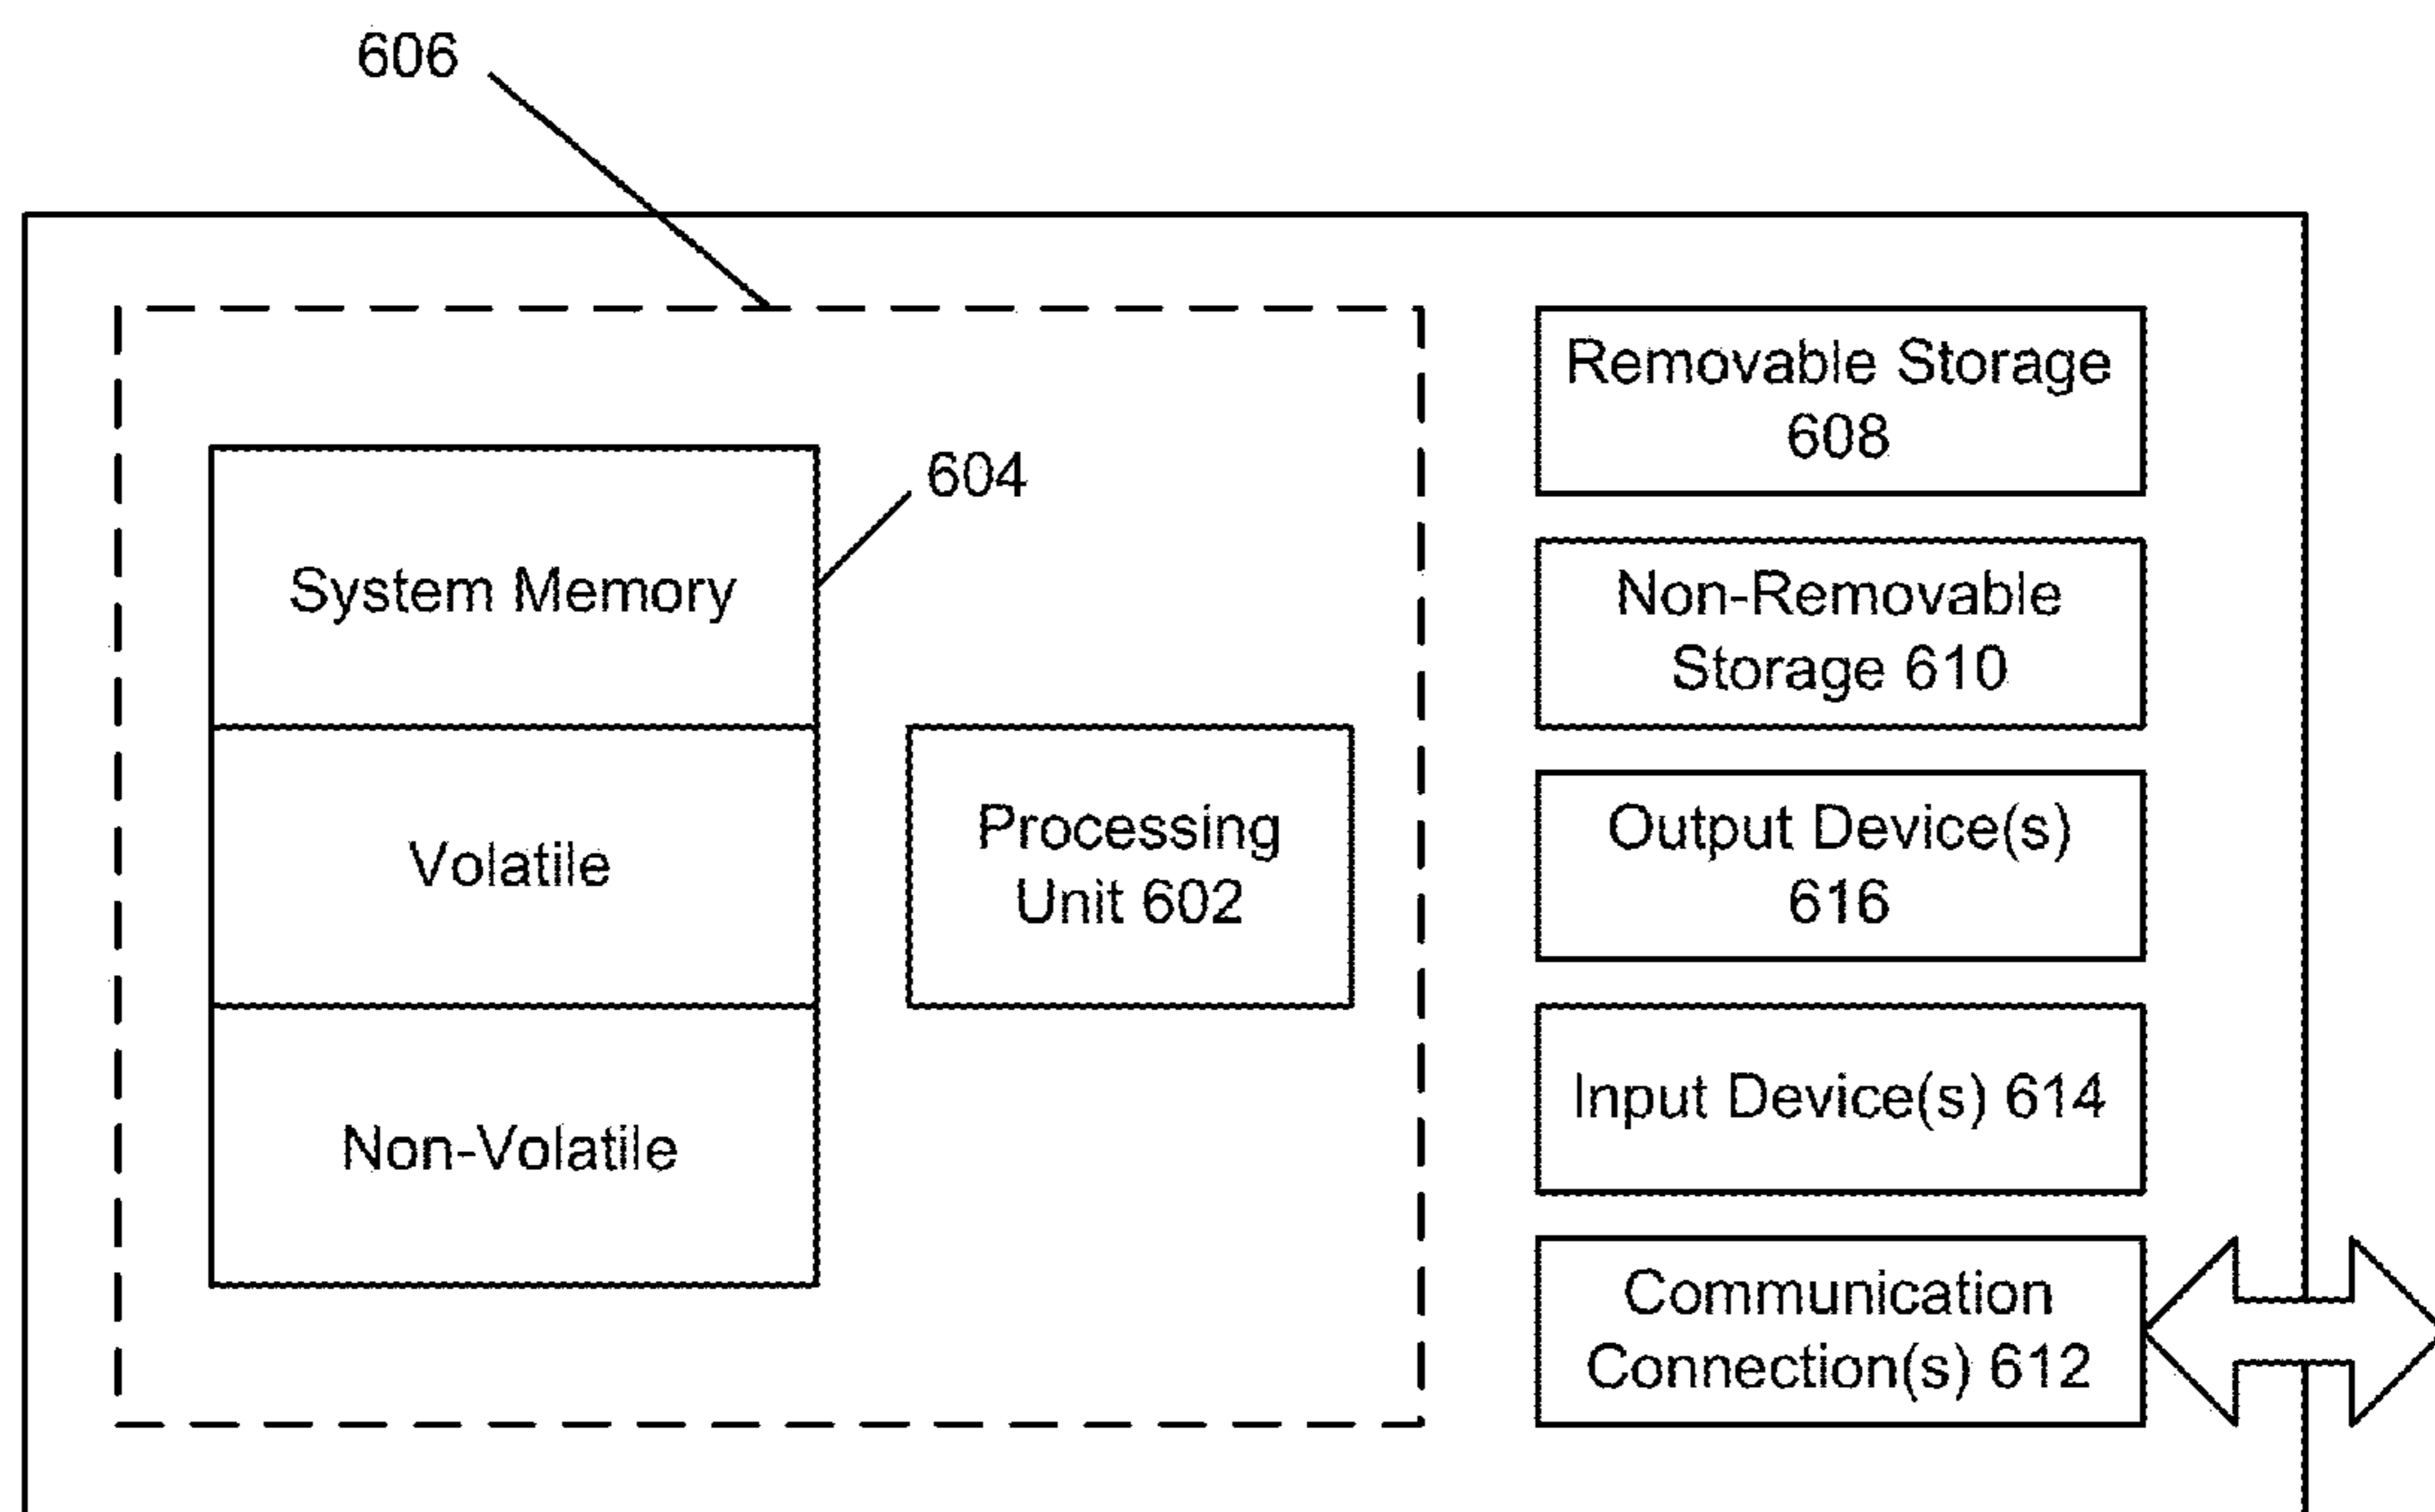 606
604
System Memory
Volatile
Non-Volatile
Processing
Unit 602
Removable Storage
608
Non-Removable
Storage 610
Output Device(s)
616
Input Device(s) 614
Communication
Connection(s) 612